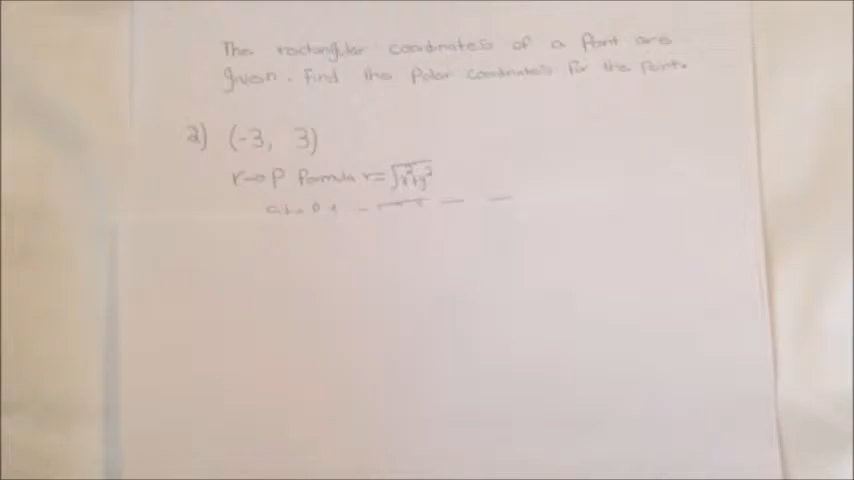 The rectangular coordinates of a Point are
given. Find the Polar coordinates for the Point.
2) (-3, 3)
r→P formula r=√x²+y²